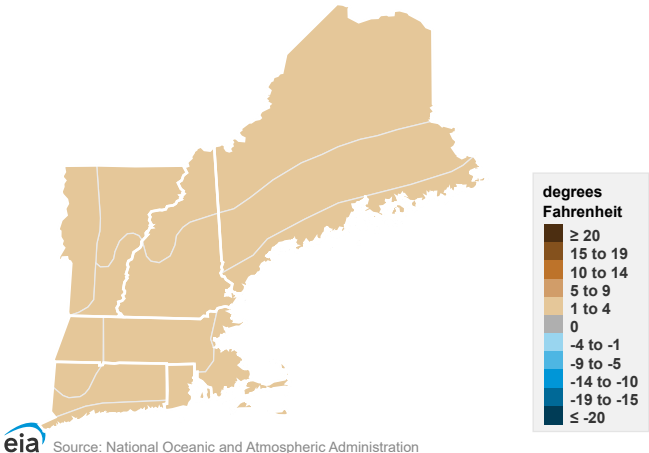 degrees
Fahrenheit
≥ 20
15 to 19
10 to 14
5 to 9
1 to 4
0
-4 to -1
-9 to -5
-14 to -10
-19 to -15
≤ -20
eia
Source: National Oceanic and Atmospheric Administration